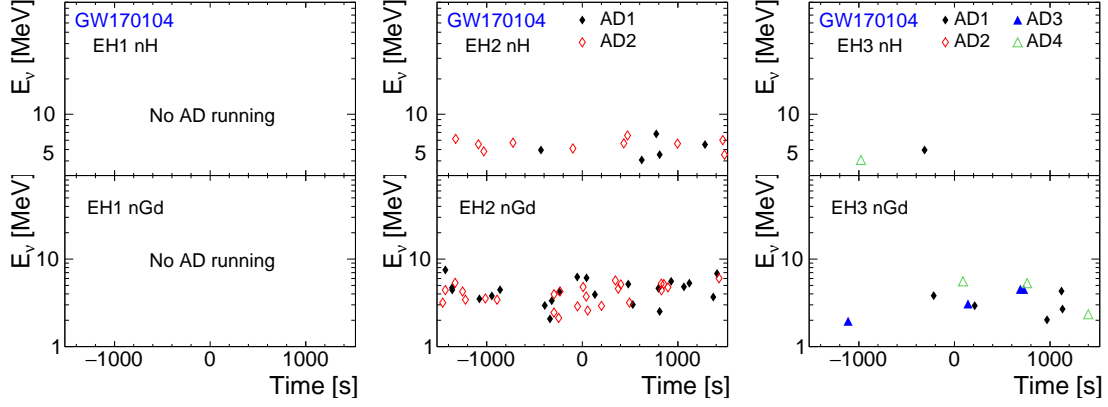 GW170104
EH1 nH
No AD running
E_ν [MeV]
10
5
EH1 nGd
No AD running
E_ν [MeV]
10
1
−1000 0 1000
Time [s]
GW170104
EH2 nH
AD1
AD2
E_ν [MeV]
10
5
EH2 nGd
E_ν [MeV]
10
1
−1000 0 1000
Time [s]
GW170104
EH3 nH
AD1 AD3
AD2 AD4
E_ν [MeV]
10
5
EH3 nGd
E_ν [MeV]
10
1
−1000 0 1000
Time [s]